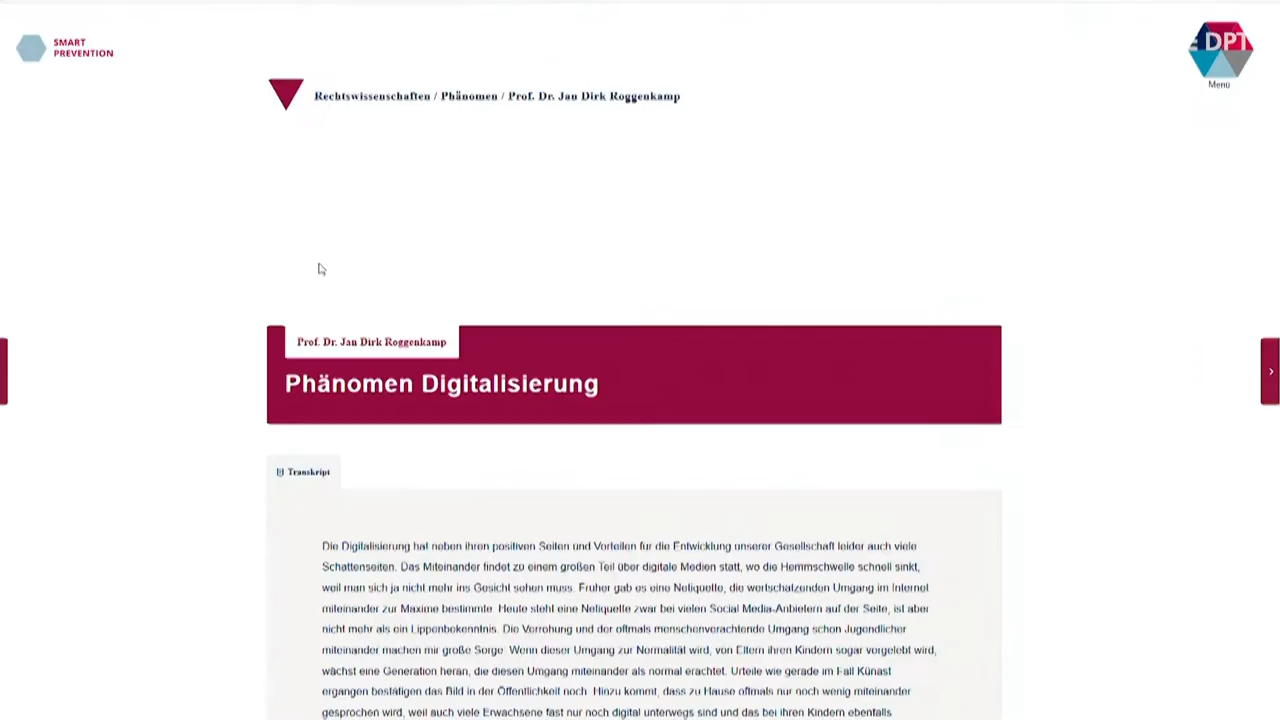 SMART
PREVENTION
DPT
Menü
Rechtswissenschaften / Phänomen / Prof. Dr. Jan Dirk Roggenkamp
Prof. Dr. Jan Dirk Roggenkamp
Phänomen Digitalisierung
Transkript
Die Digitalisierung hat neben ihren positiven Seiten und Vorteilen für die Entwicklung unserer Gesellschaft leider auch viele
Schattenseiten. Das Miteinander findet zu einem großen Teil über digitale Medien statt, wo die Hemmschwelle schnell sinkt,
weil man sich ja nicht mehr ins Gesicht sehen muss. Früher gab es eine Netiquette, die wertschätzenden Umgang im Internet
miteinander zur Maxime bestimmte. Heute steht eine Netiquette zwar bei vielen Social Media-Anbietern auf der Seite, ist aber
nicht mehr als ein Lippenbekenntnis. Die Verrohung und der oftmals menschenverachtende Umgang schon Jugendlicher
miteinander machen mir große Sorge. Wenn dieser Umgang zur Normalität wird, von Eltern ihren Kindern sogar vorgelebt wird,
wächst eine Generation heran, die diesen Umgang miteinander als normal erachtet. Urteile wie gerade im Fall Künast
ergangen bestätigen das Bild in der Öffentlichkeit noch. Hinzu kommt, dass zu Hause oftmals nur noch wenig miteinander
gesprochen wird, weil auch viele Erwachsene fast nur noch digital unterwegs sind und das bei ihren Kindern ebenfalls